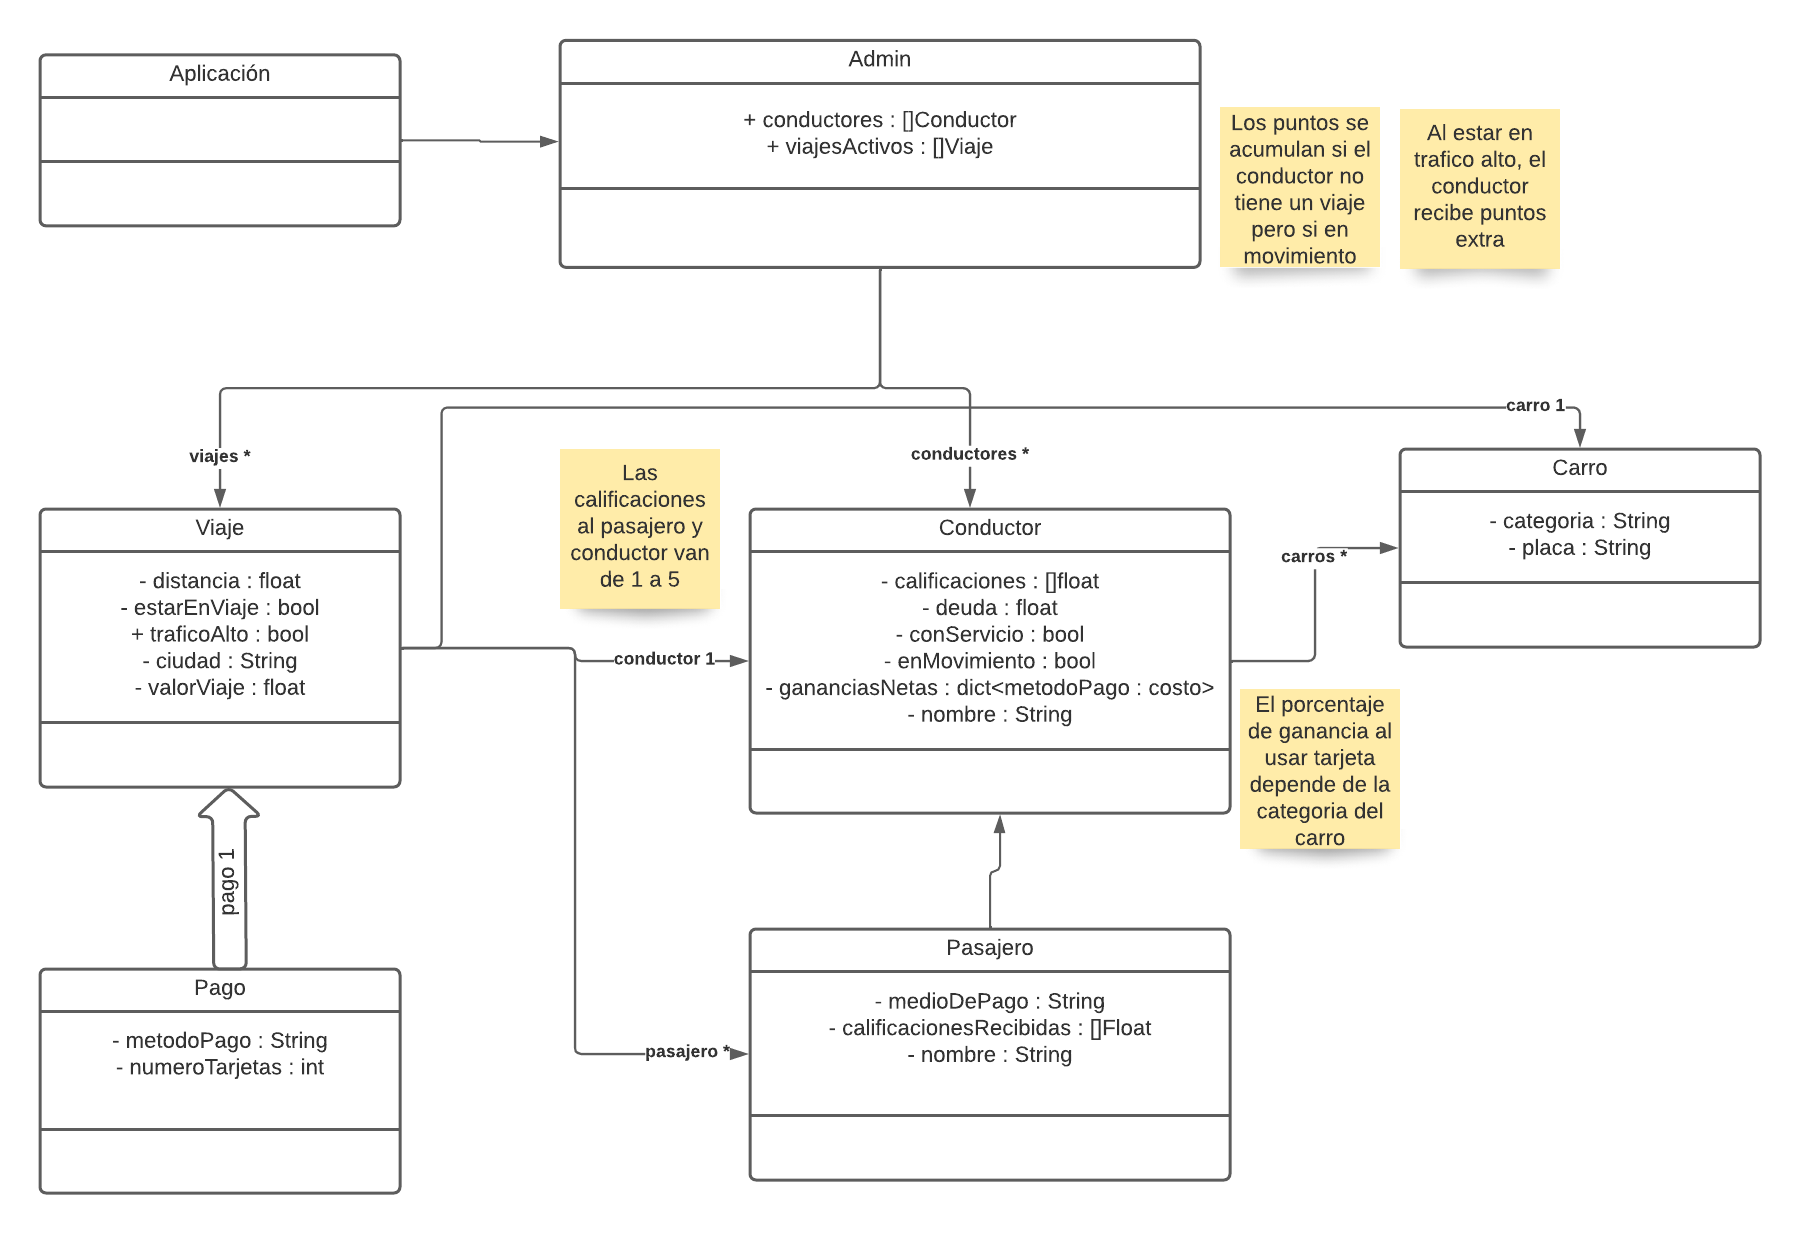 Aplicación
Admin
+ conductores : []Conductor
+ viajesActivos : []Viaje
Los puntos se
acumulan si el
conductor no
tiene un viaje
pero si en
movimiento
Al estar en
trafico alto, el
conductor
recibe puntos
extra
viajes *
conductores *
carro 1
Viaje
- distancia : float
- estarEnViaje : bool
+ traficoAlto : bool
- ciudad : String
- valorViaje : float
Las
calificaciones
al pasajero y
conductor van
de 1 a 5
conductor 1
Conductor
- calificaciones : []float
- deuda : float
- conServicio : bool
- enMovimiento : bool
- gananciasNetas : dict<metodoPago : costo>
- nombre : String
carros *
Carro
- categoria : String
- placa : String
El porcentaje
de ganancia al
usar tarjeta
depende de la
categoria del
carro
pago 1
Pago
- metodoPago : String
- numeroTarjetas : int
pasajero *
Pasajero
- medioDePago : String
- calificacionesRecibidas : []Float
- nombre : String